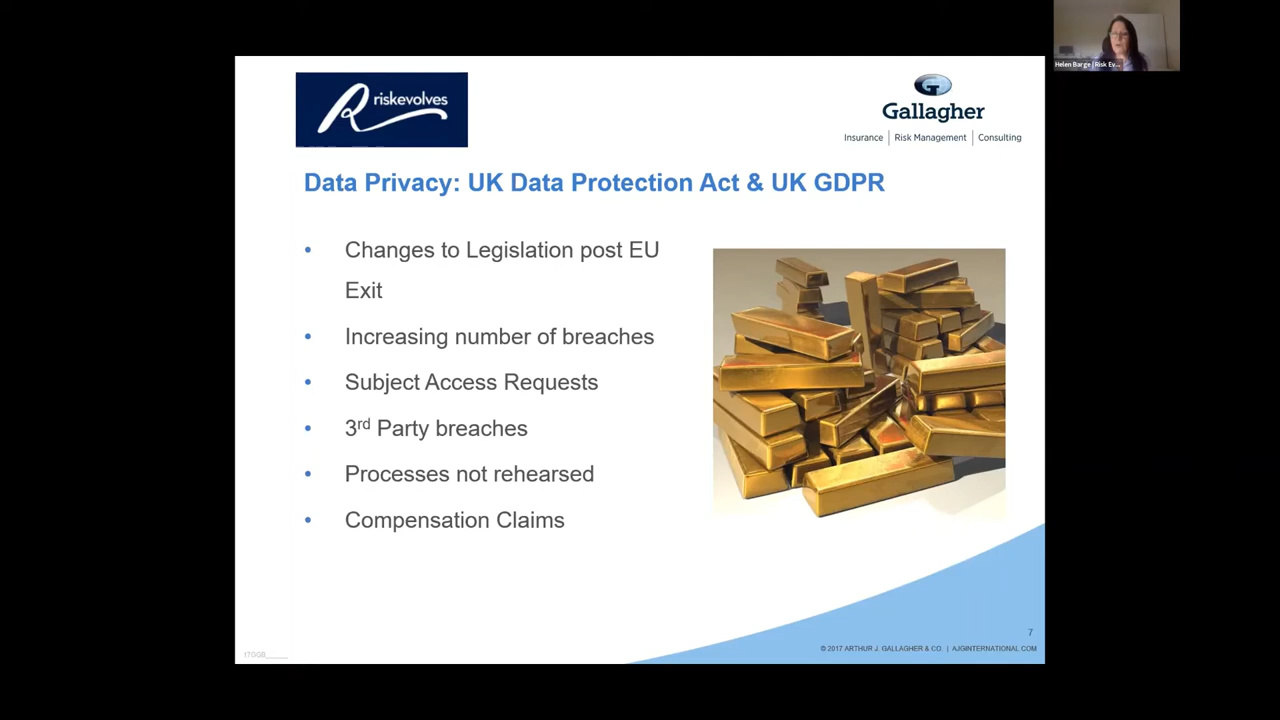 Helen Barge | Risk Ev...
riskevolves
Gallagher
Insurance | Risk Management | Consulting
Data Privacy: UK Data Protection Act & UK GDPR
• Changes to Legislation post EU
Exit
• Increasing number of breaches
• Subject Access Requests
• 3rd Party breaches
• Processes not rehearsed
• Compensation Claims
7
© 2017 ARTHUR J. GALLAGHER & CO. | AJGINTERNATIONAL.COM